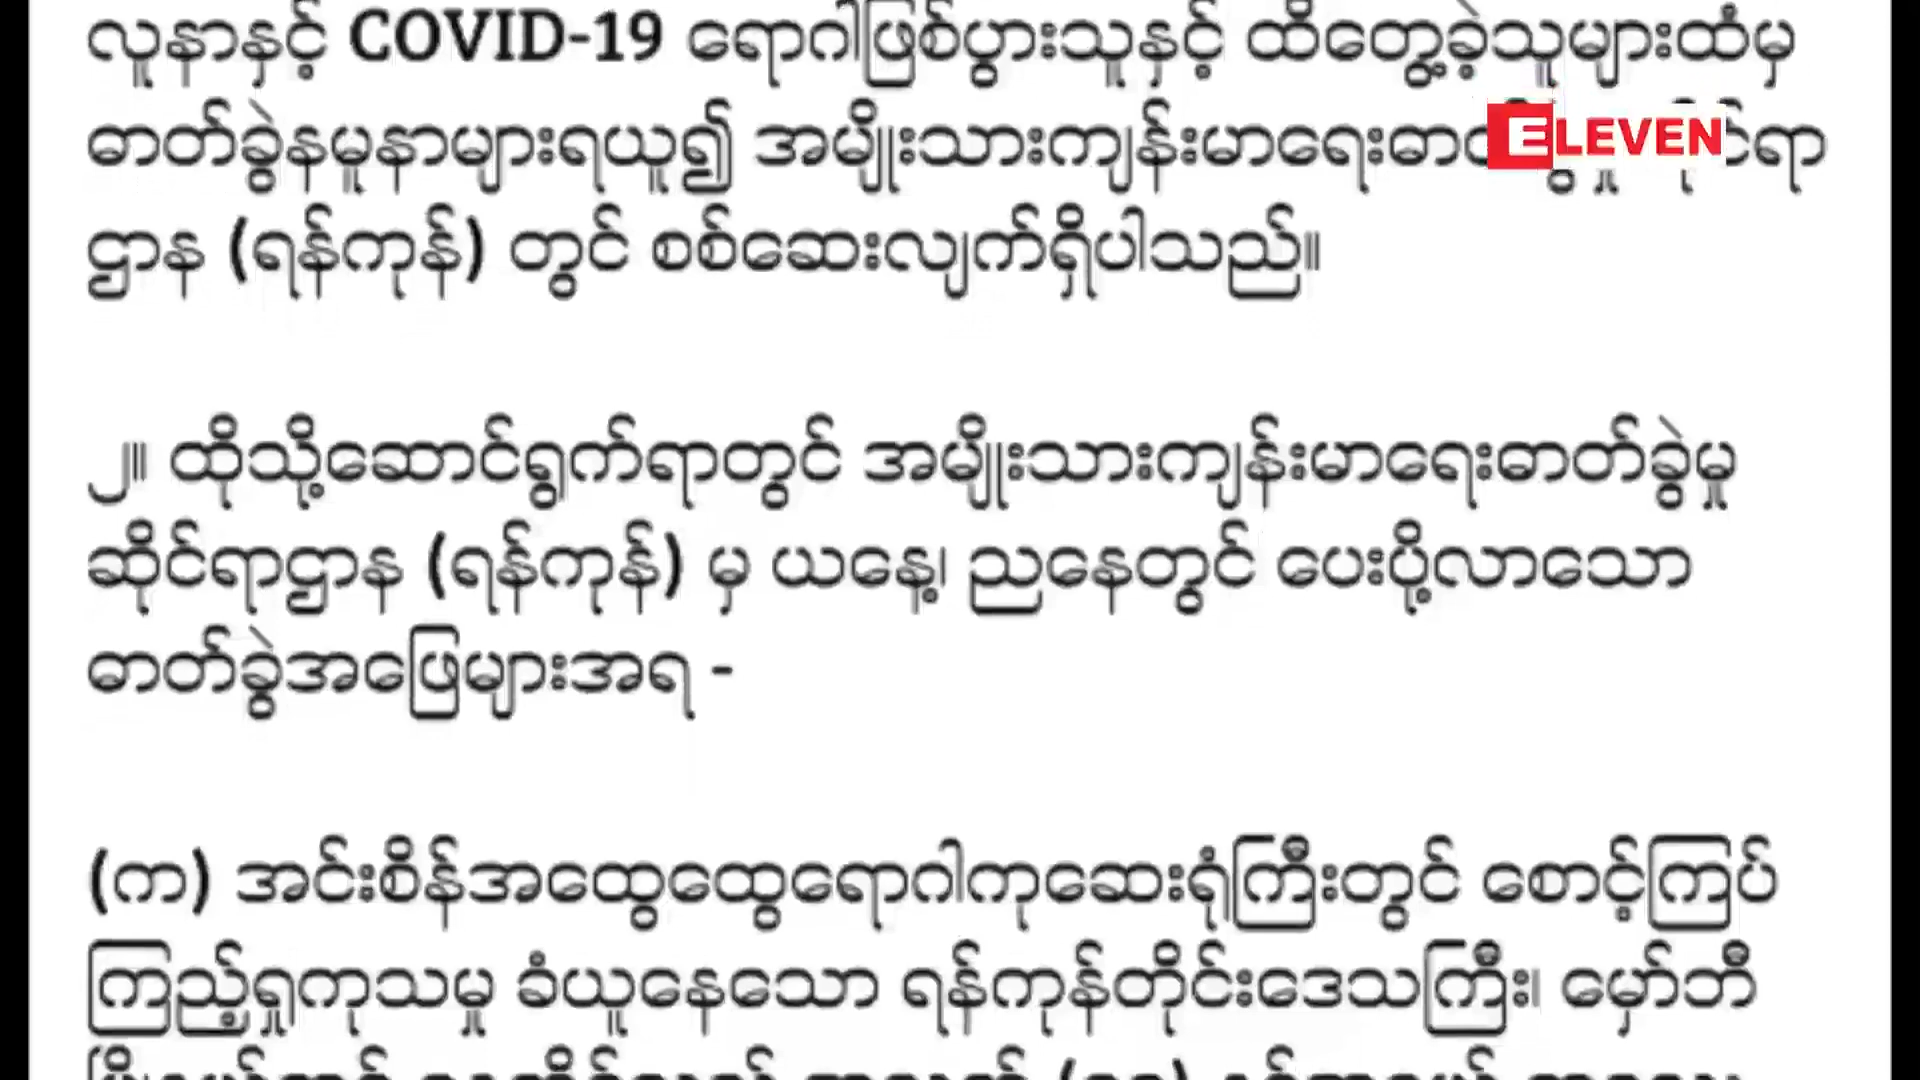 လူနာနှင့် COVID-19 ရောဂါဖြစ်ပွားသူနှင့် ထိတွေ့ခဲ့သူများထံမှ
ဓာတ်ခွဲနမူနာများရယူ၍ အမျိုးသားကျန်းမာရေး
ELEVEN
ဌာန (ရန်ကုန်) တွင် စစ်ဆေးလျက်ရှိပါသည်။
၂။ ထိုသို့ဆောင်ရွက်ရာတွင် အမျိုးသားကျန်းမာရေးဓာတ်ခွဲမှု
ဆိုင်ရာဌာန (ရန်ကုန်) မှ ယနေ့၊ ညနေတွင် ပေးပို့လာသော
ဓာတ်ခွဲအဖြေများအရ -
(က) အင်းစိန်အထွေထွေရောဂါကုဆေးရုံကြီးတွင် စောင့်ကြပ်
ကြည့်ရှုကုသမှု ခံယူနေသော ရန်ကုန်တိုင်းဒေသကြီး၊ မှော်ဘီ